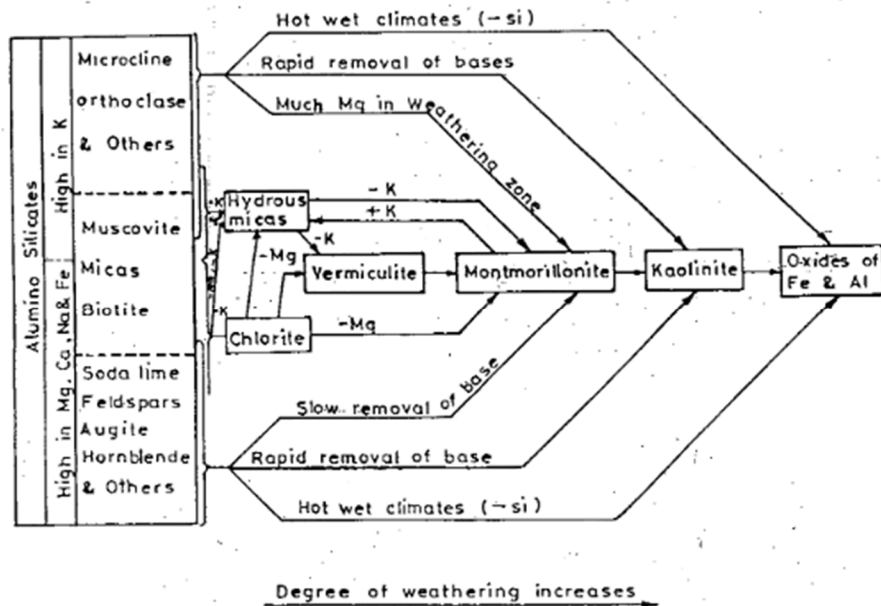 Hot wet climates (-si)
Rapid removal of bases
Much Mg in Weathering zone
Alumino Silicates
High in K
High in Mg, Ca, Na & Fe
Microcline
orthoclase
& Others
Muscovite
Micas
Biotite
Soda lime
Feldspars
Augite
Hornblende
& Others
+K
-K
Hydrous
micas
-K
+K
-K
-Mg
Vermiculite
Montmorillonite
Kaolinite
Oxides of
Fe & Al
Chlorite
-Mg
Slow removal of base
Rapid removal of base
Hot wet climates (-si)
Degree of weathering increases